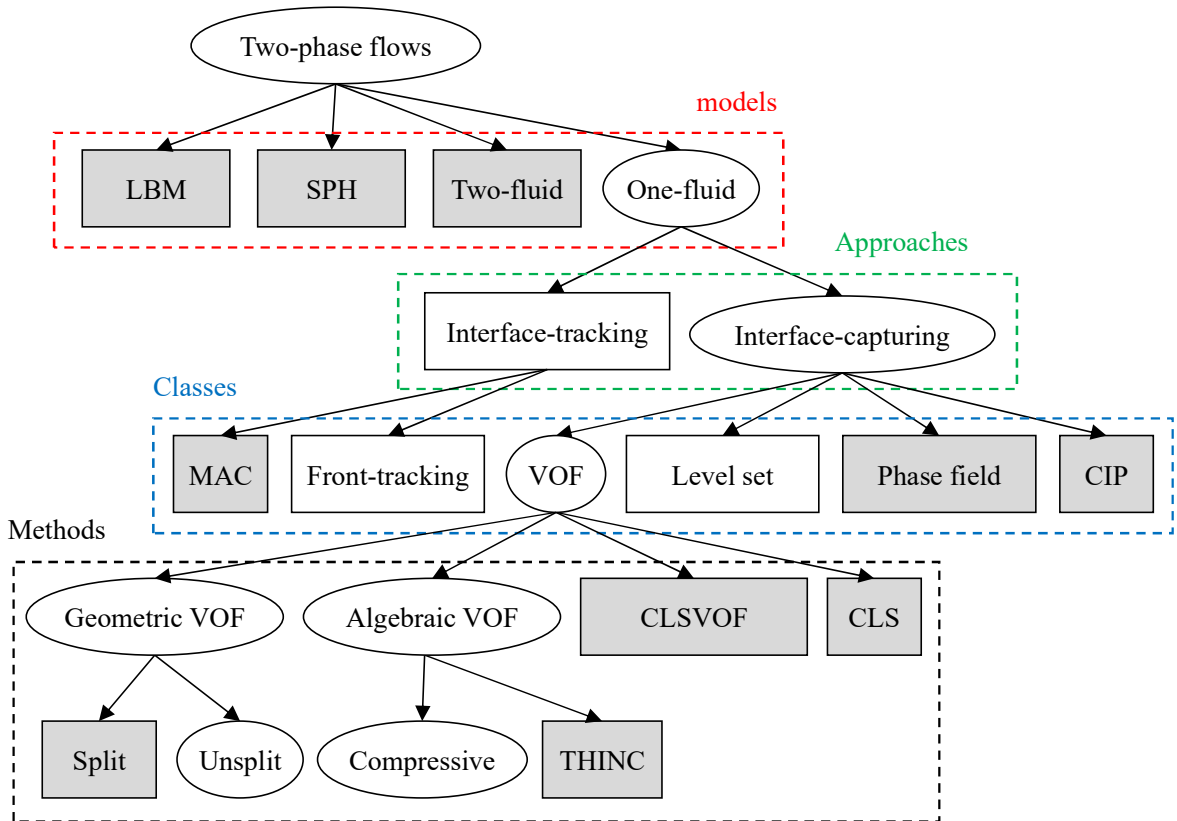 Two-phase flows
models
LBM
SPH
Two-fluid
One-fluid
Approaches
Interface-tracking
Interface-capturing
Classes
MAC
Front-tracking
VOF
Level set
Phase field
CIP
Methods
Geometric VOF
Algebraic VOF
CLSVOF
CLS
Split
Unsplit
Compressive
THINC